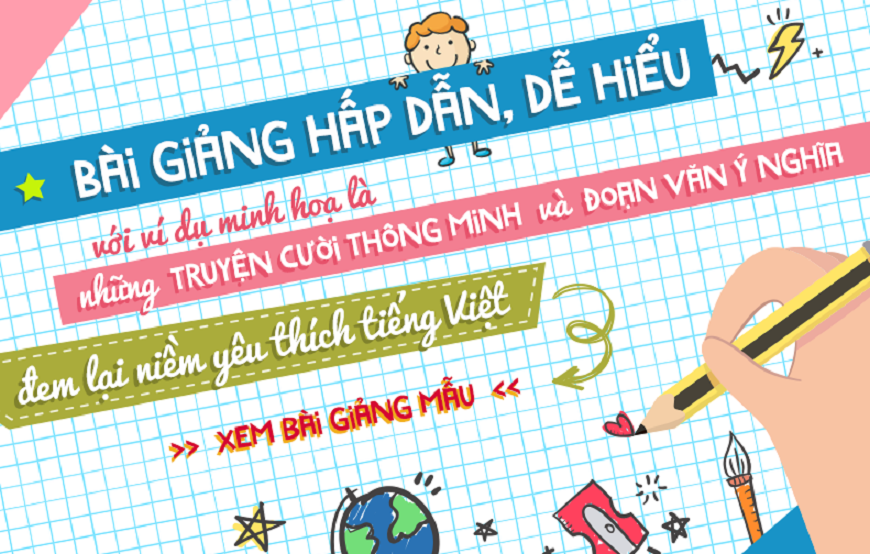 BÀI GIẢNG HẤP DẪN, DỄ HIỂU
với ví dụ minh hoạ là
những TRUYỆN CƯỜI THÔNG MINH và ĐOẠN VĂN Ý NGHĨA
đem lại niềm yêu thích tiếng Việt
>> XEM BÀI GIẢNG MẪU <<